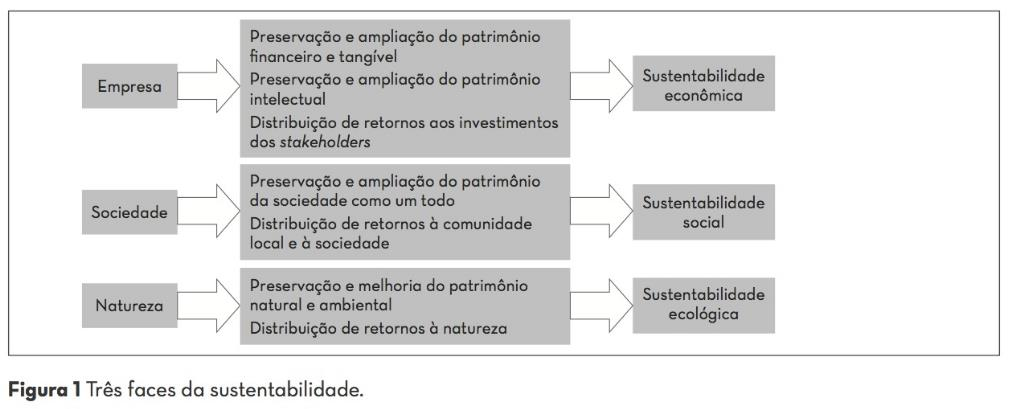 Empresa
Preservação e ampliação do patrimônio
financeiro e tangível
Preservação e ampliação do patrimônio
intelectual
Distribuição de retornos aos investimentos
dos stakeholders
Sustentabilidade
econômica
Sociedade
Preservação e ampliação do patrimônio
da sociedade como um todo
Distribuição de retornos à comunidade
local e à sociedade
Sustentabilidade
social
Natureza
Preservação e melhoria do patrimônio
natural e ambiental
Distribuição de retornos à natureza
Sustentabilidade
ecológica
Figura 1 Três faces da sustentabilidade.